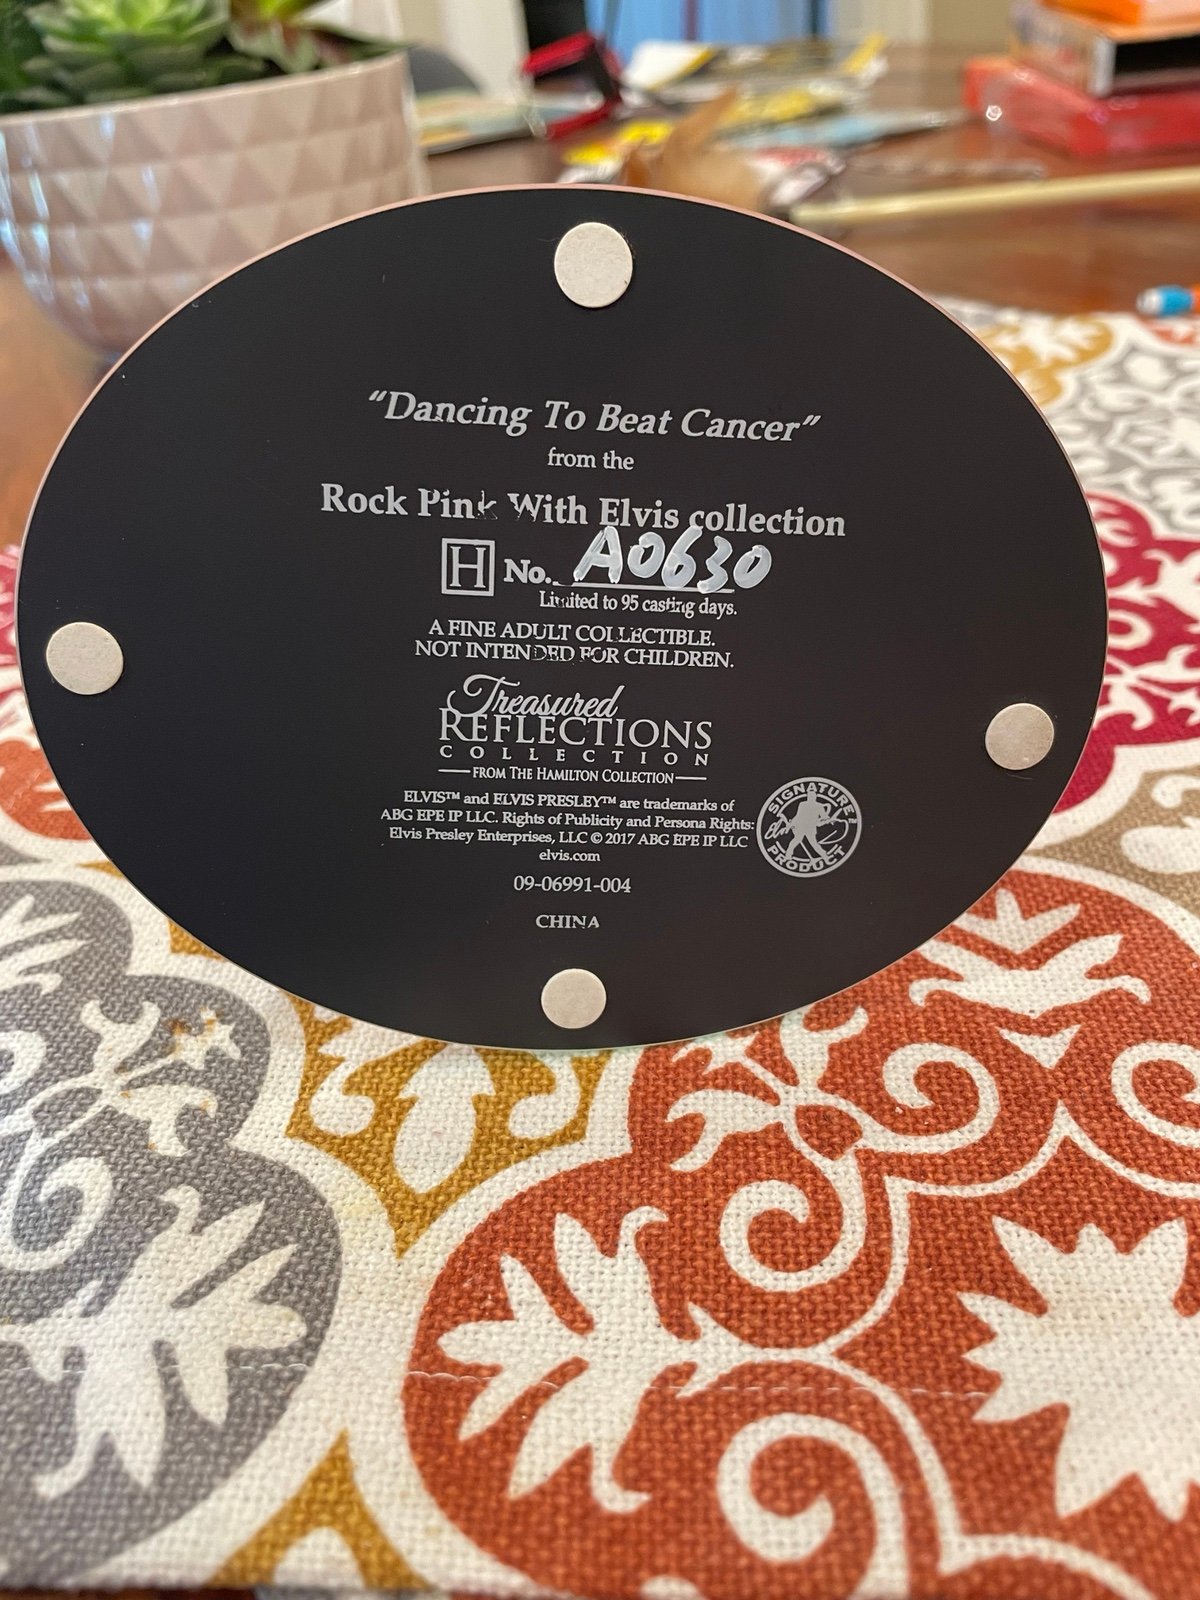 “Dancing To Beat Cancer”
from the
Rock Pink With Elvis collection
H No. A0630
Limited to 95 casting days.
A FINE ADULT COLLECTIBLE.
NOT INTENDED FOR CHILDREN.
Treasured
REFLECTIONS
COLLECTION
FROM THE HAMILTON COLLECTION
ELVIS™ and ELVIS PRESLEY™ are trademarks of
ABG EPE IP LLC. Rights of Publicity and Persona Rights:
Elvis Presley Enterprises, LLC © 2017 ABG EPE IP LLC
elvis.com
SIGNATURE
Elvis
PRODUCT
09-06991-004
CHINA